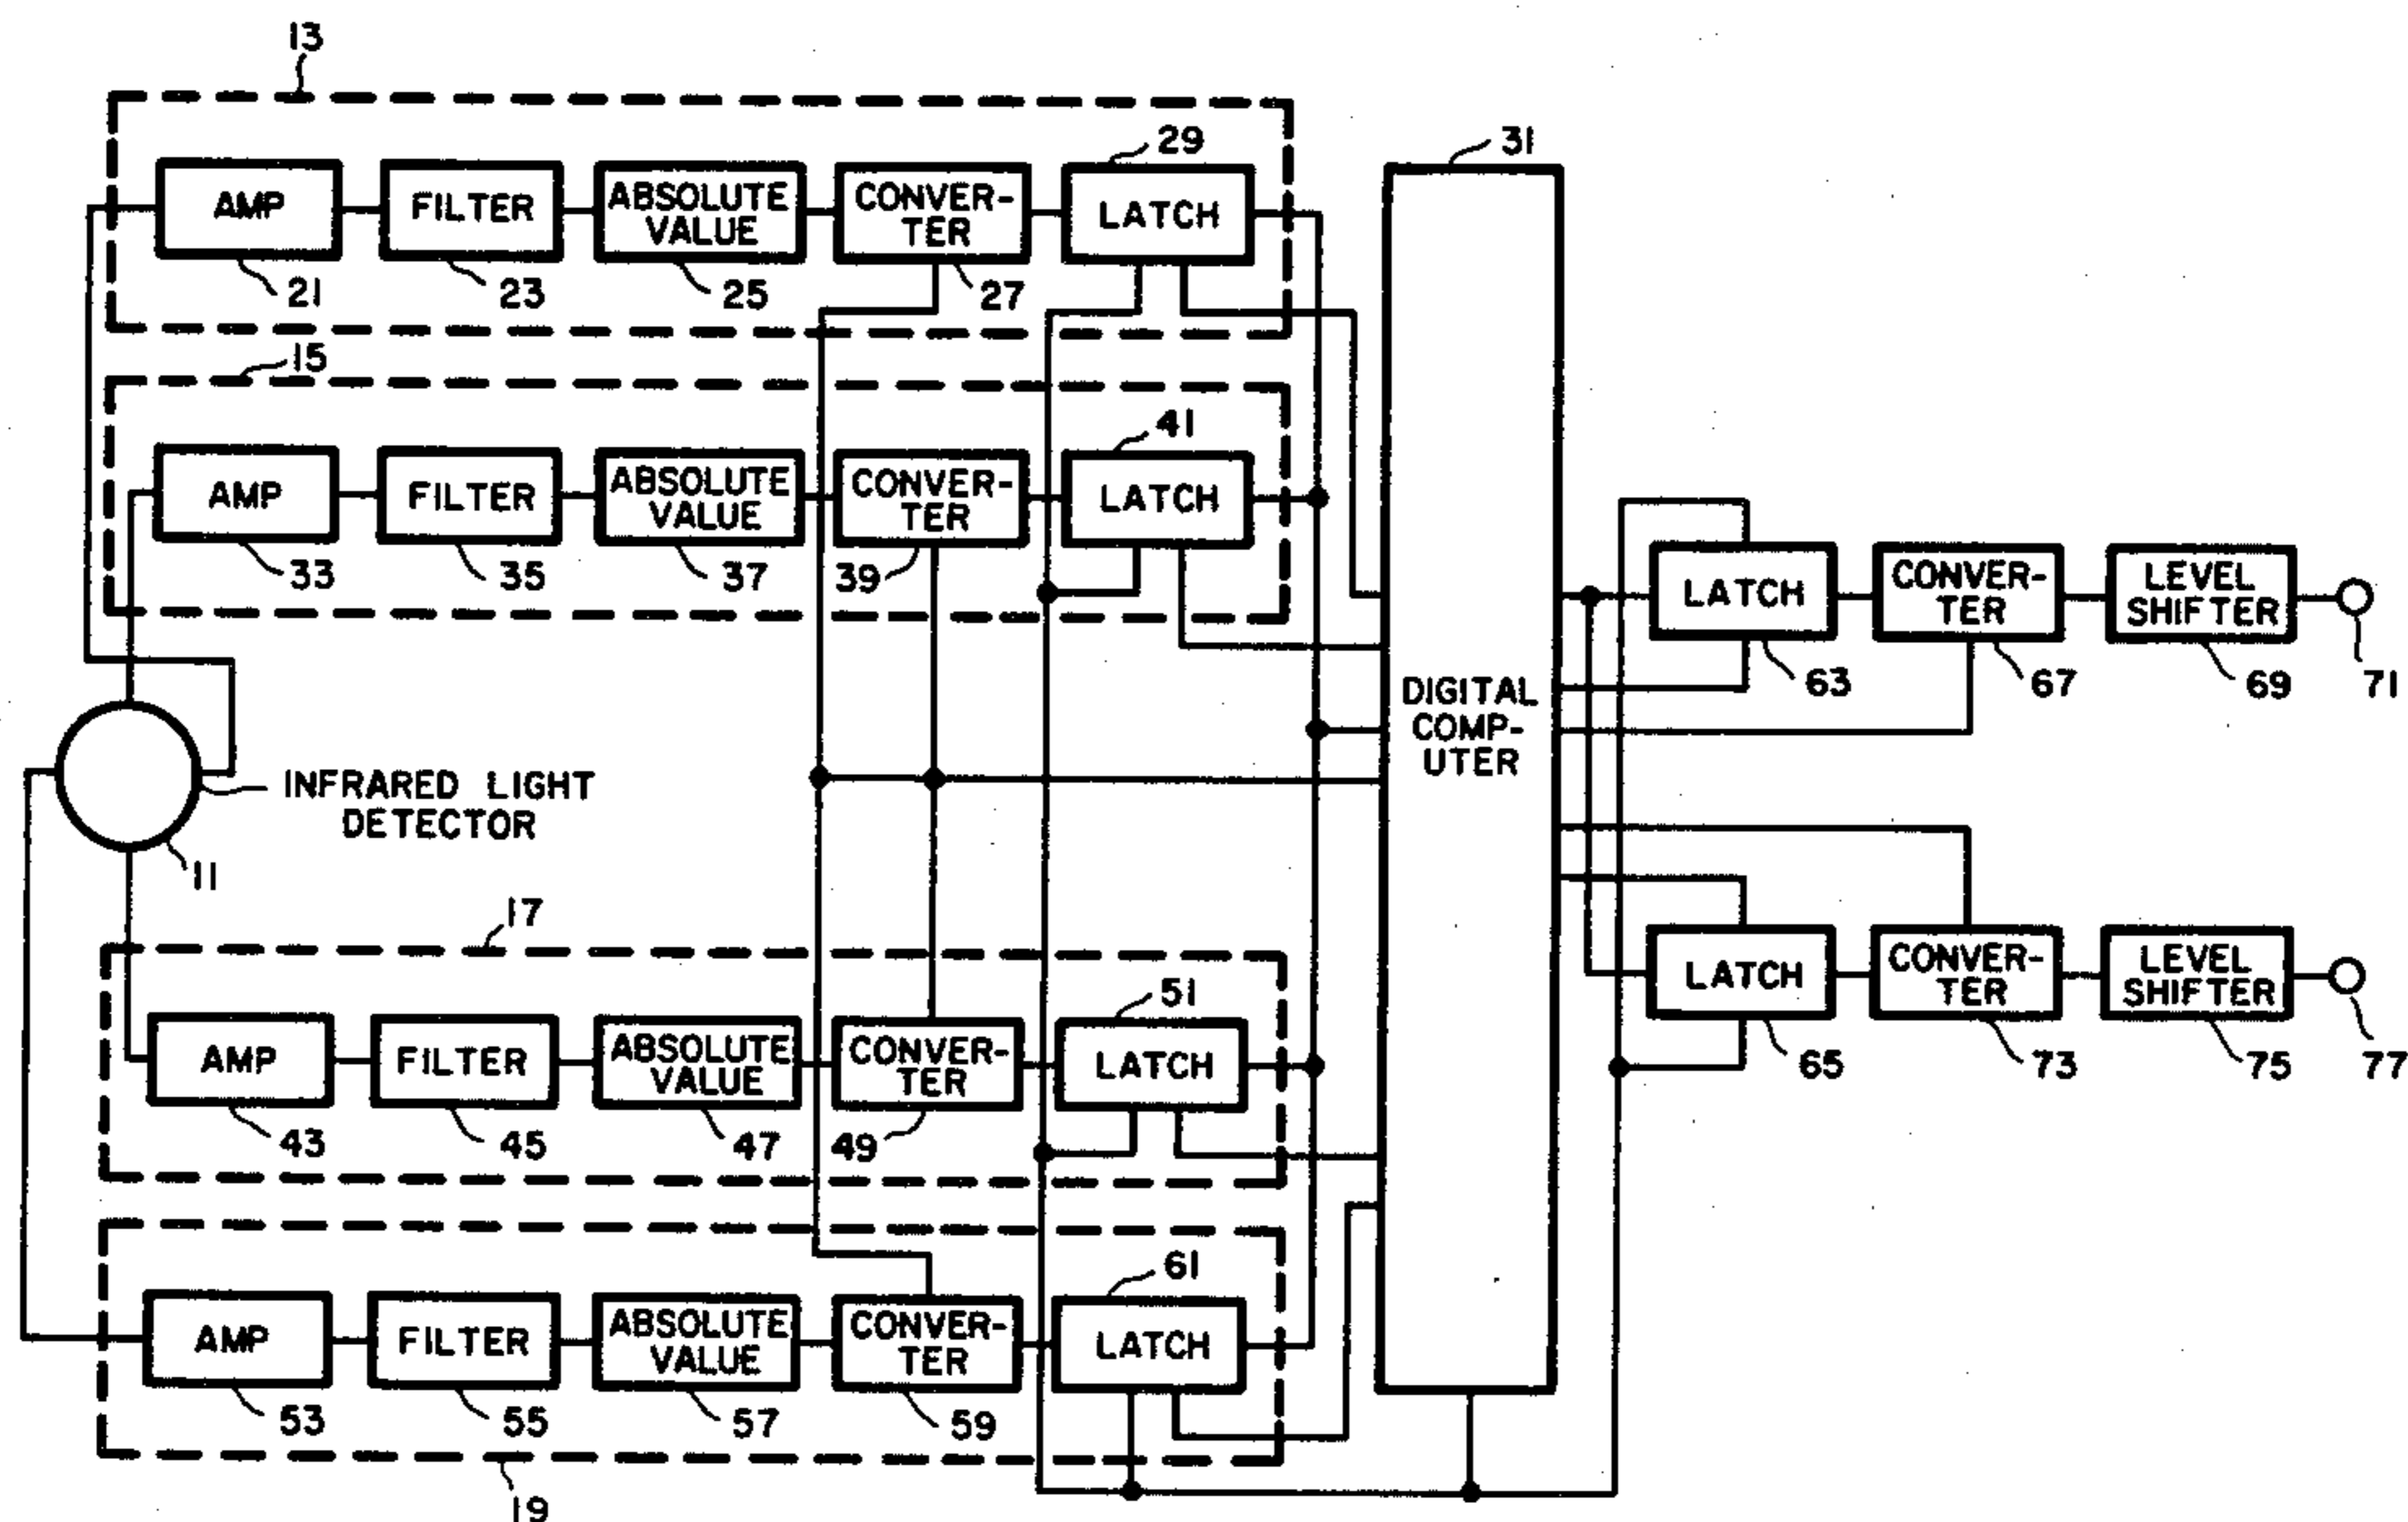 13
29
31
AMP
FILTER
ABSOLUTE
VALUE
CONVER-
TER
LATCH
21
23
25
27
15
41
AMP
FILTER
ABSOLUTE
VALUE
CONVER-
TER
LATCH
33
35
37
39
LATCH
CONVER-
TER
LEVEL
SHIFTER
63
67
69
71
DIGITAL
COMP-
UTER
INFRARED LIGHT
DETECTOR
11
17
51
AMP
FILTER
ABSOLUTE
VALUE
CONVER-
TER
LATCH
43
45
47
49
LATCH
CONVER-
TER
LEVEL
SHIFTER
65
73
75
77
61
AMP
FILTER
ABSOLUTE
VALUE
CONVER-
TER
LATCH
53
55
57
59
19